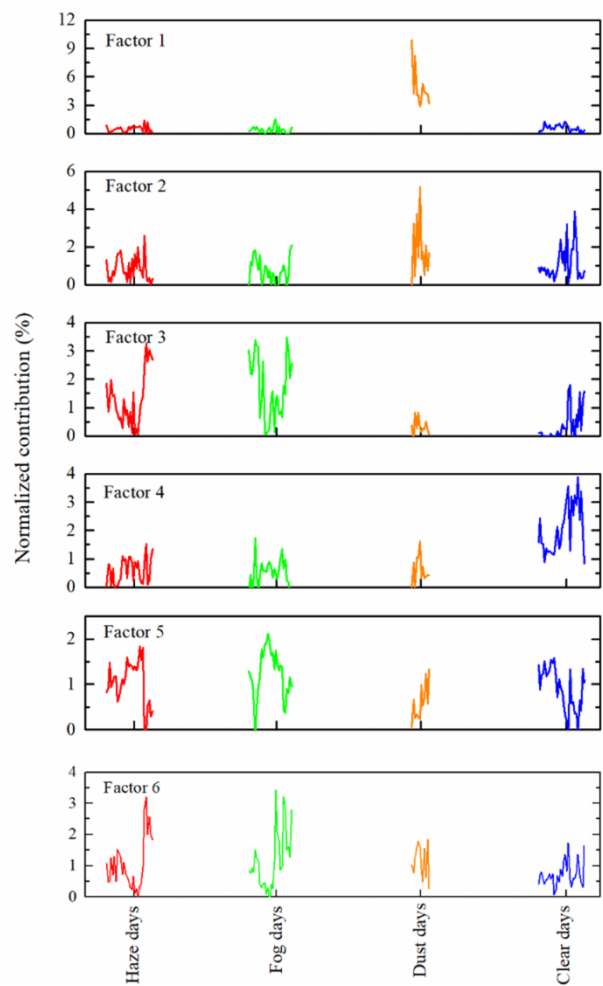 Normalized contribution (%)
Factor 1
12
9
6
3
0
Factor 2
6
4
2
0
Factor 3
4
3
2
1
0
Factor 4
4
3
2
1
0
Factor 5
2
1
0
Factor 6
4
3
2
1
0
Haze days
Fog days
Dust days
Clear days